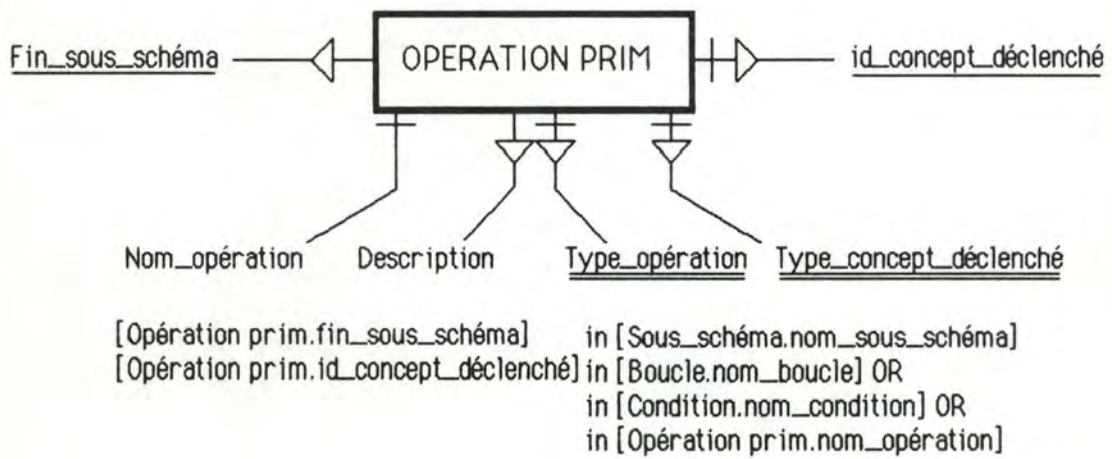 Fin_sous_schéma OPERATION PRIM id_concept_déclenché
Nom_opération Description Type_opération Type_concept_déclenché
[Opération prim.fin_sous_schéma] in [Sous_schéma.nom_sous_schéma]
[Opération prim.id_concept_déclenché] in [Boucle.nom_boucle] OR
in [Condition.nom_condition] OR
in [Opération prim.nom_opération]